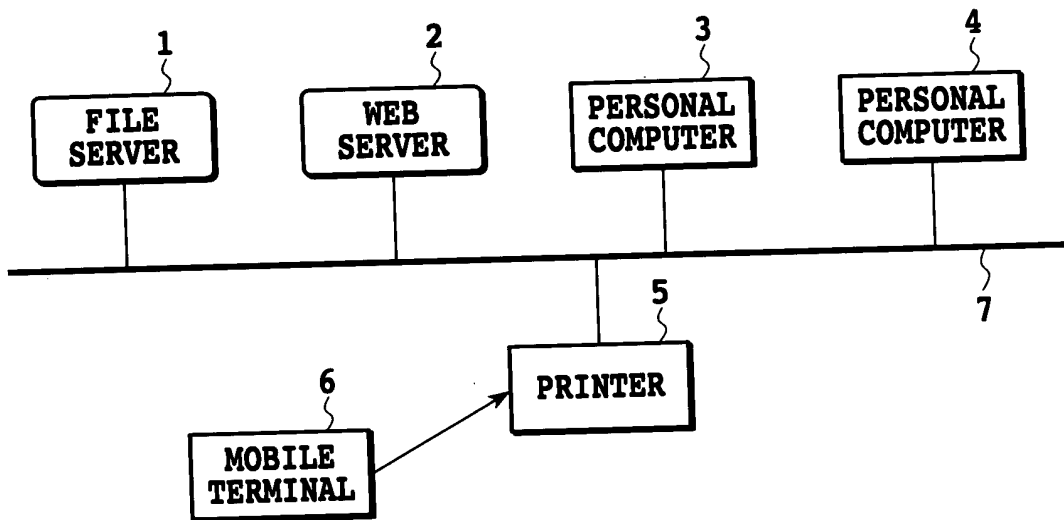 1
FILE
SERVER
2
WEB
SERVER
3
PERSONAL
COMPUTER
4
PERSONAL
COMPUTER
7
5
PRINTER
6
MOBILE
TERMINAL